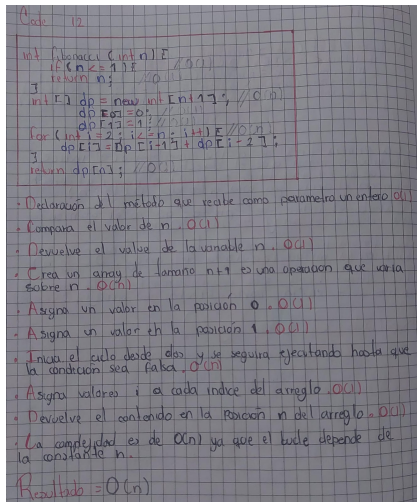 Code 12
int fibonacci (int n) {
if (n <= 1) { // O(1)
return n; // O
}
int [] dp = new int [n+1]; // O n)
dp [0] = 0;
dp [1] = 1;
for (int i = 2; i <= n; i++) { // O(n)
dp [i] = dp [i-1] + dp [i-2];
}
return dp [n]; // O
· Declaración del método que recibe como parametro un entero O(1)
· Compara el valor de n. O(1)
· Devuelve el value de la variable n. O(1)
· Crea un array de tamaño n+1 es una operacion que varia
sobre n. O(n)
· Asigna un valor en la posición 0. O(1)
· Asigna un valor en la posición 1. O(1)
· Inicia el ciclo desde dos y se seguira ejecutando hasta que
la condición sea falsa. O(n)
· Asigna valores i a cada indice del arreglo. O(1)
· Devuelve el contenido en la posición n del arreglo. O(1)
· La complejidad es de O(n) ya que el bucle depende de
la constante n.
Resultado = O(n)